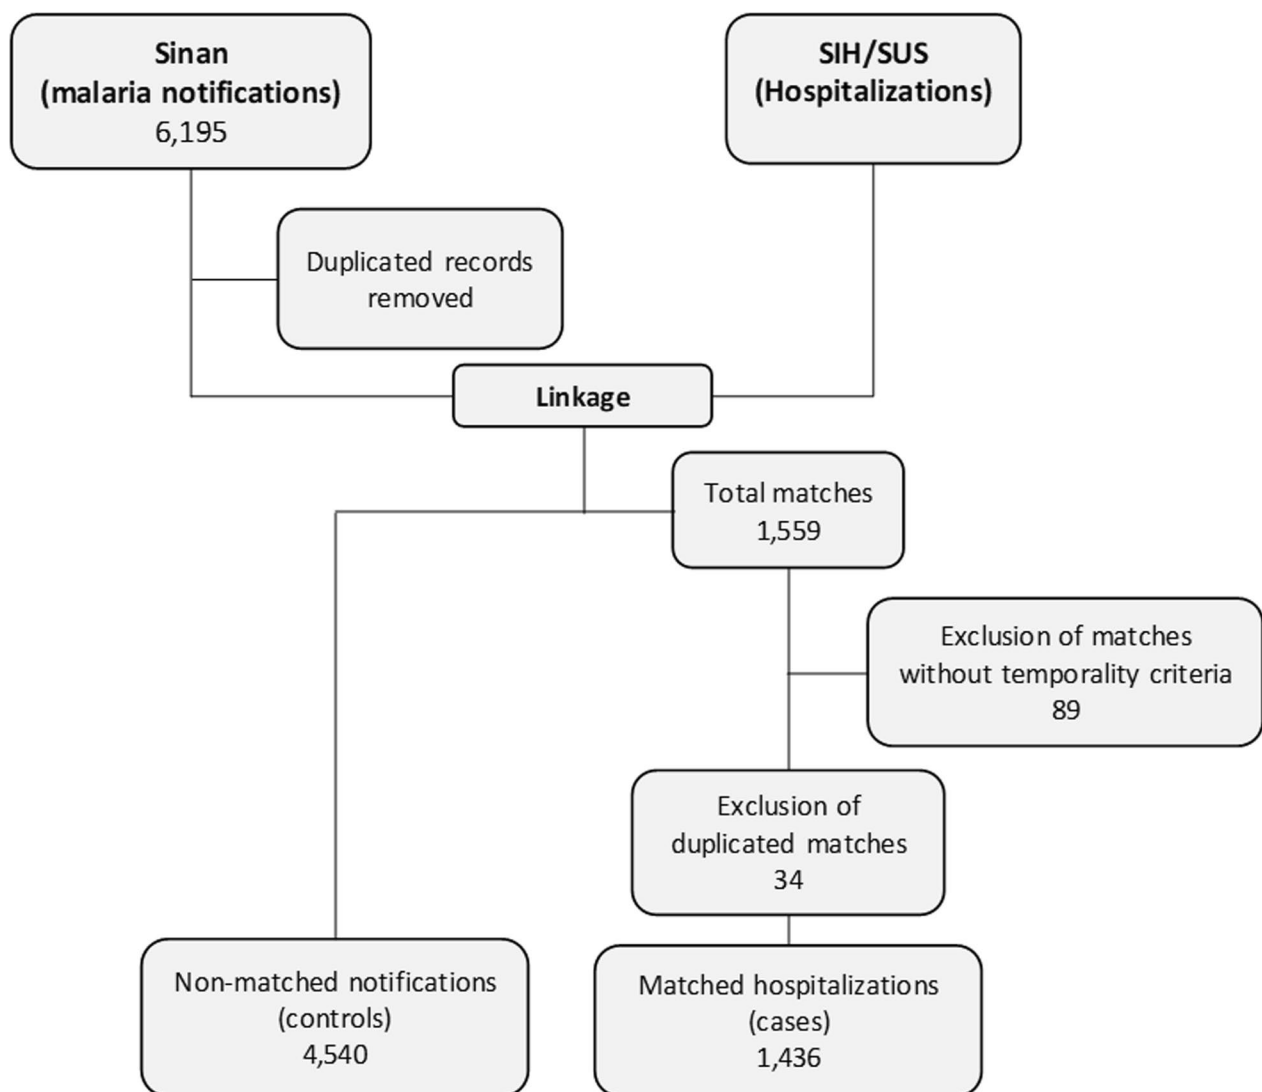 Sinan
(malaria notifications)
6,195
SIH/SUS
(Hospitalizations)
Duplicated records
removed
Linkage
Total matches
1,559
Exclusion of matches
without temporality criteria
89
Exclusion of
duplicated matches
34
Non-matched notifications
(controls)
4,540
Matched hospitalizations
(cases)
1,436